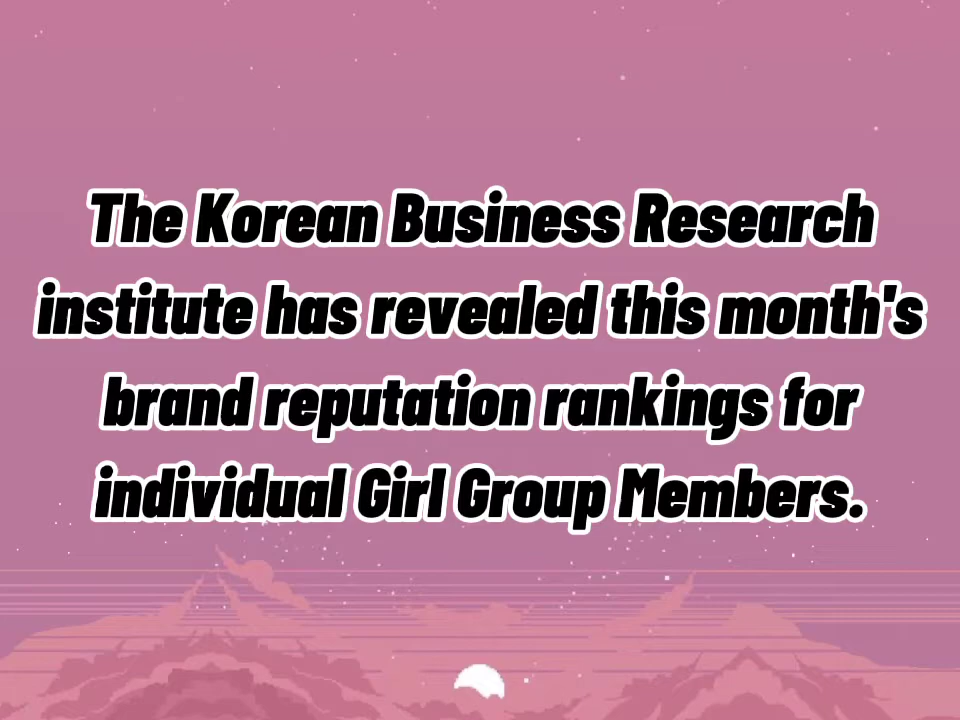 The Korean Business Research
institute has revealed this month's
brand reputation rankings for
individual Girl Group Members.